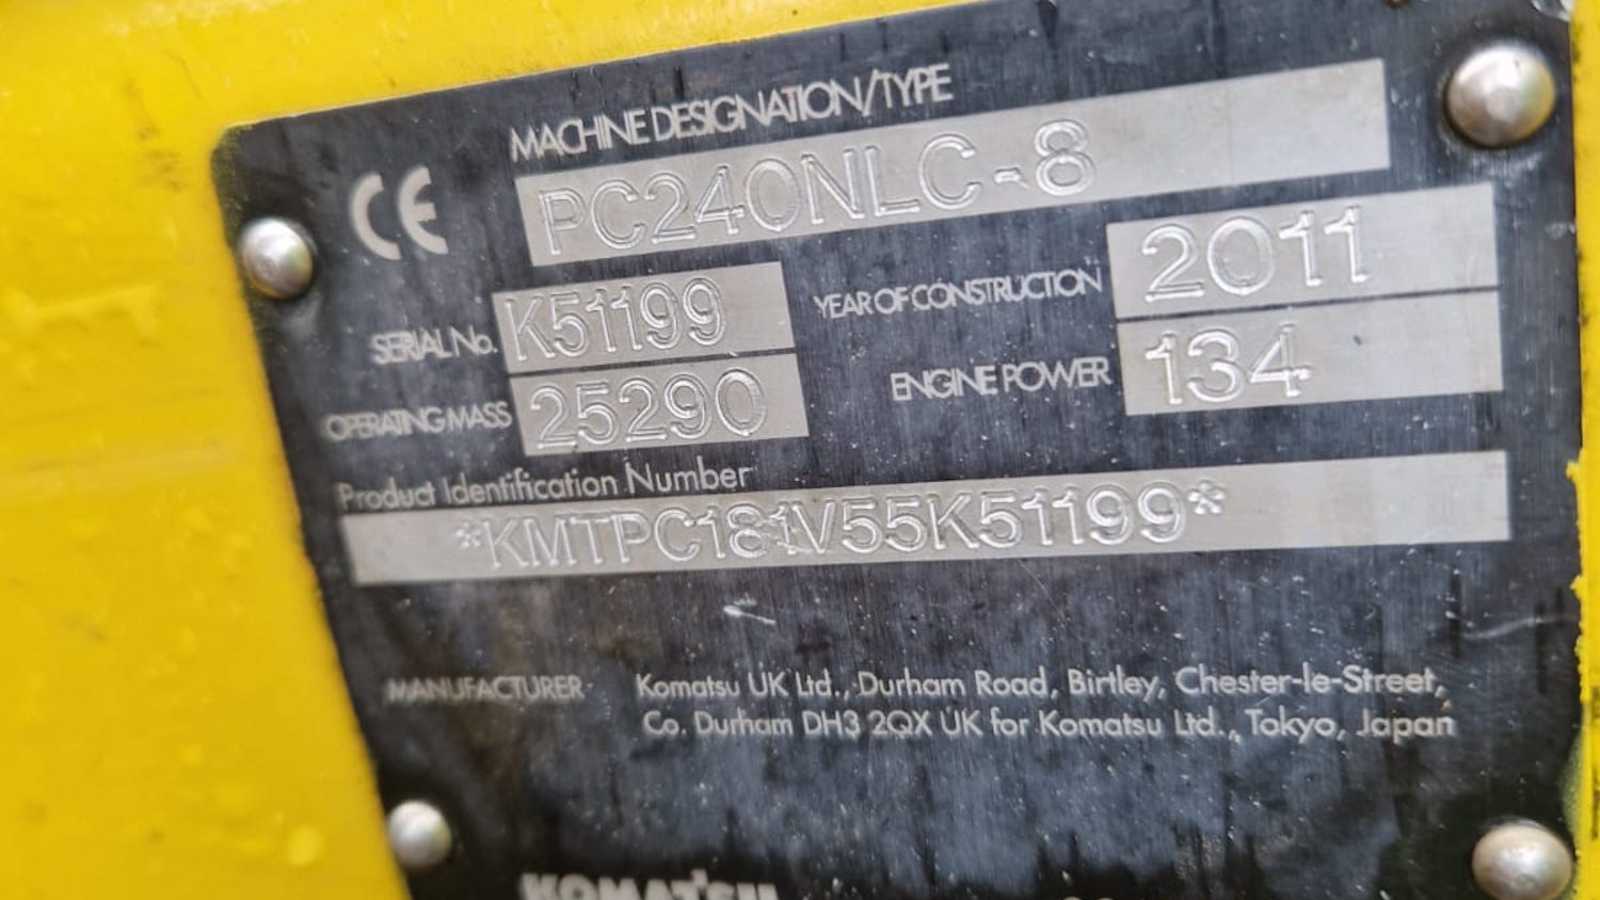 MACHINE DESIGNATION/TYPE
CE PC240NLC-8
SERIAL No. K51199 YEAR OF CONSTRUCTION 2011
OPERATING MASS 25290 ENGINE POWER 134
Product Identification Number
*KMTPC181V55K51199*
MANUFACTURER Komatsu UK Ltd., Durham Road, Birtley, Chester-le-Street,
Co. Durham DH3 2QX UK for Komatsu Ltd., Tokyo, Japan
KOMATSU